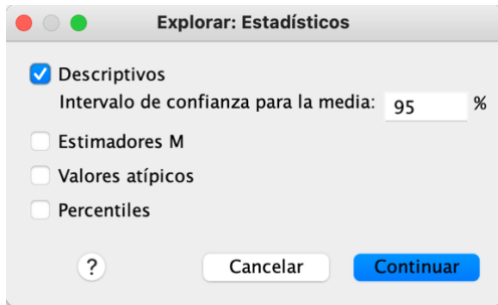 Explorar: Estadísticos
Descriptivos
Intervalo de confianza para la media: 95 %
Estimadores M
Valores atípicos
Percentiles
? Cancelar Continuar